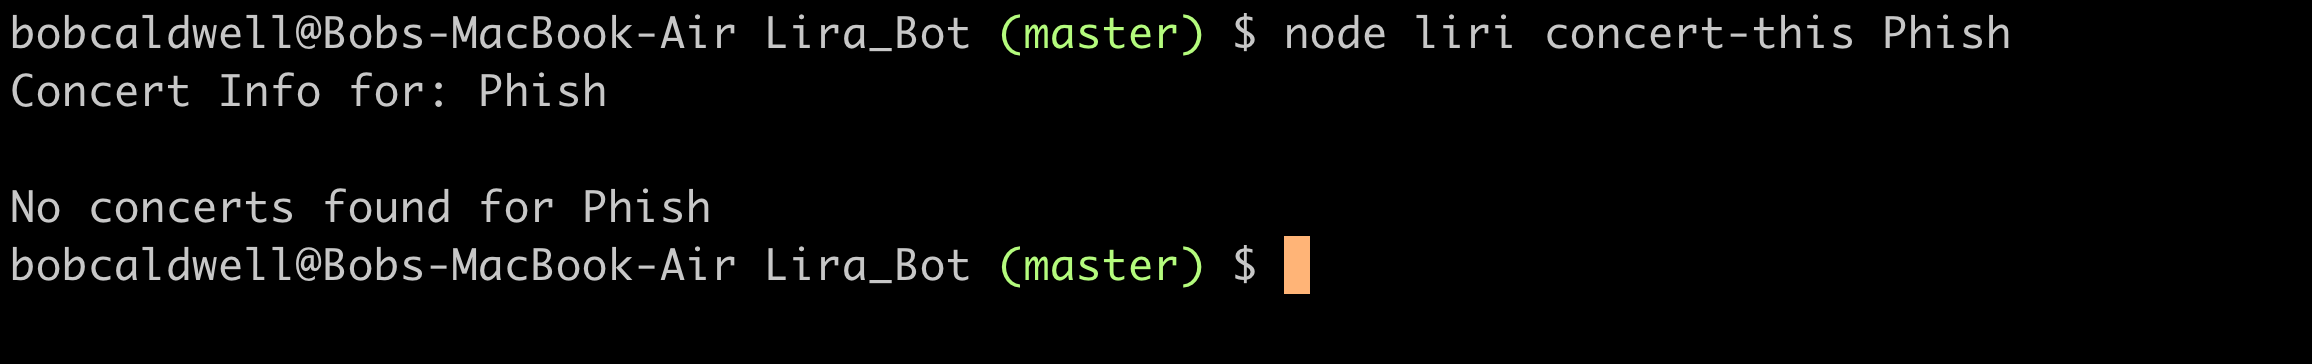 bobcaldwell@Bobs-MacBook-Air Lira_Bot (master) $ node liri concert-this Phish
Concert Info for: Phish
No concerts found for Phish
bobcaldwell@Bobs-MacBook-Air Lira_Bot (master) $